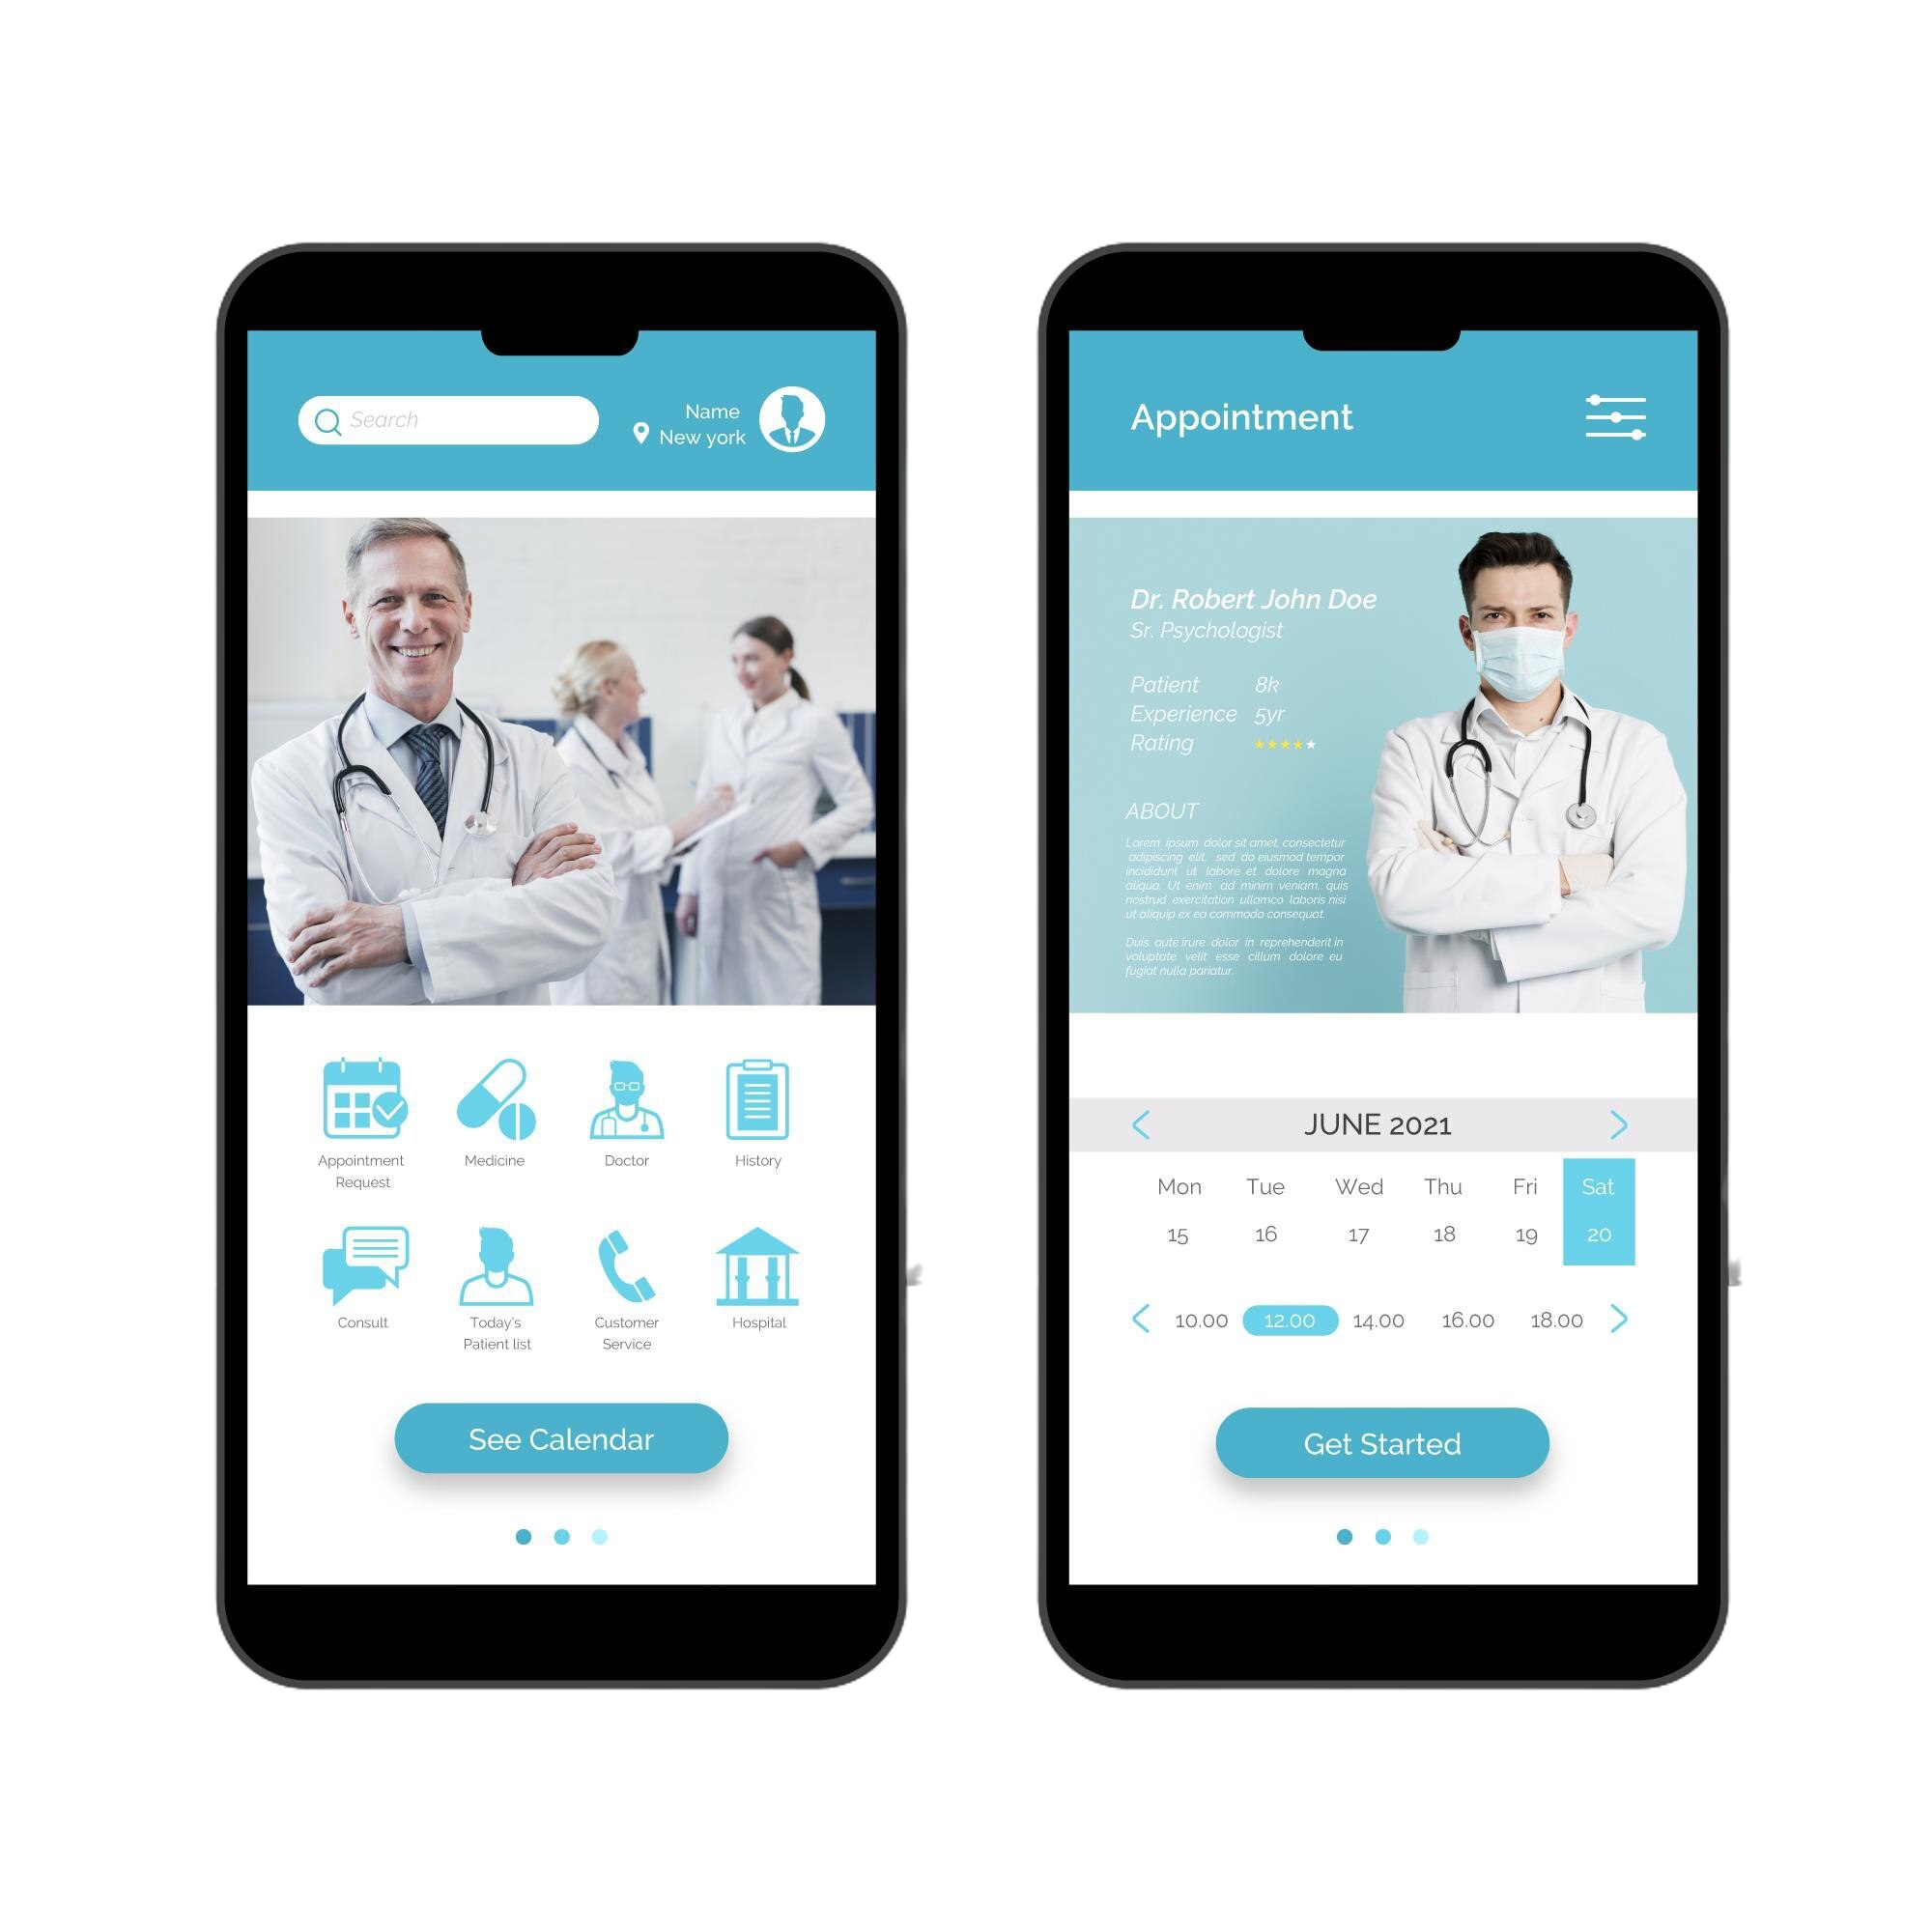 Search
Name
New york
Appointment
Request
Medicine
Doctor
History
Consult
Today's
Patient list
Customer
Service
Hospital
See Calendar
Appointment
Dr. Robert John Doe
Sr. Psychologist
Patient 8k
Experience 5yr
Rating
ABOUT
Lorem ipsum dolor sit amet, consectetur
adipiscing elit, sed do eiusmod tempor
incididunt ut labore et dolore magna
aliqua. Ut enim ad minim veniam, quis
nostrud exercitation ullamco laboris nisi
ut aliquip ex ea commodo consequat.
Duis aute irure dolor in reprehenderit in
voluptate velit esse cillum dolore eu
fugiat nulla pariatur.
JUNE 2021
Mon Tue Wed Thu Fri Sat
15 16 17 18 19 20
10.00 12.00 14.00 16.00 18.00
Get Started